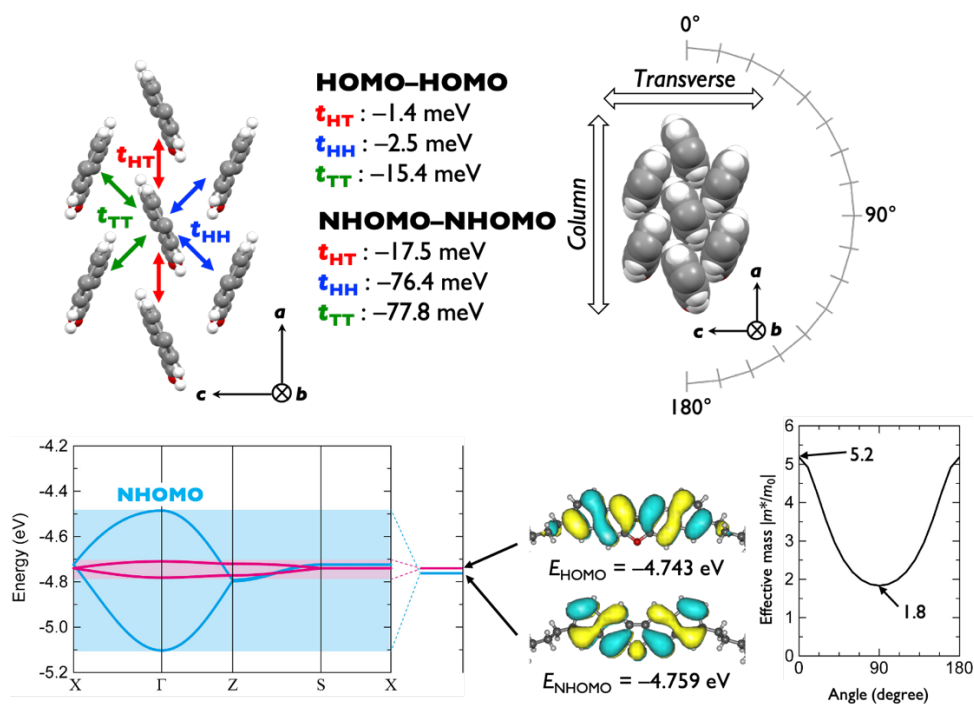 HOMO–HOMO
tHT : –1.4 meV
tHH : –2.5 meV
tTT : –15.4 meV
NHOMO–NHOMO
tHT : –17.5 meV
tHH : –76.4 meV
tTT : –77.8 meV
tHT
tTT
tHH
a
c
b
0°
Transverse
Column
90°
a
c
b
180°
Energy (eV)
-4.2
-4.4
-4.6
-4.8
-5.0
-5.2
NHOMO
X
Γ
Z
S
X
EHOMO = –4.743 eV
ENHOMO = –4.759 eV
Effective mass |m*/m0|
6
5
4
3
2
1
0
5.2
1.8
0
90
180
Angle (degree)